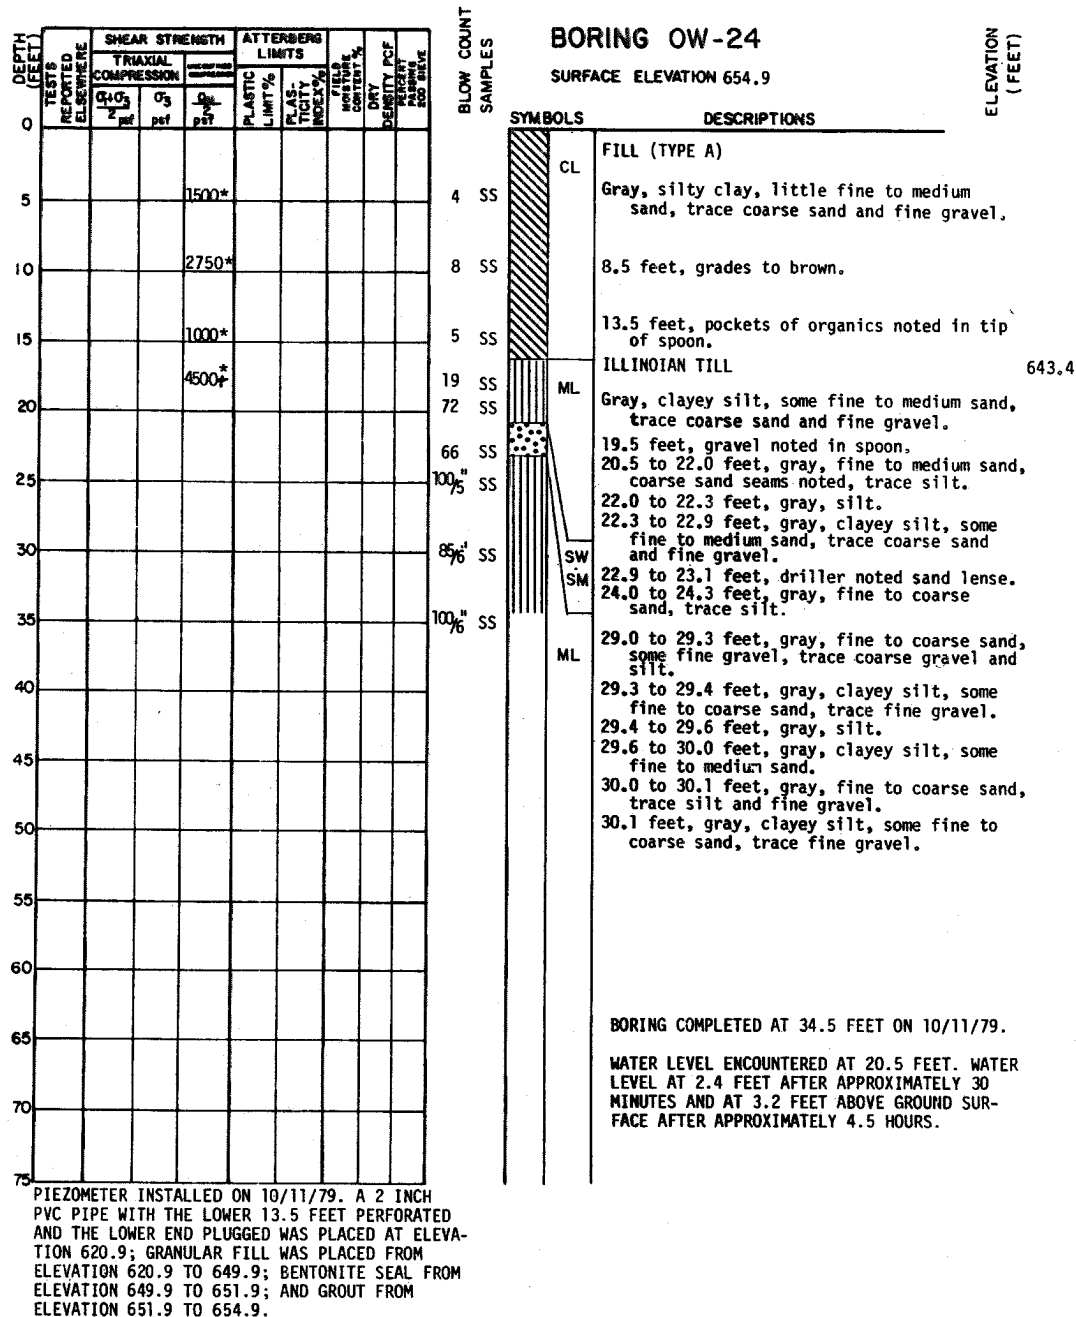 BORING OW-24
SURFACE ELEVATION 654.9
DEPTH (FEET)
TESTS REPORTED ELSEWHERE
SHEAR STRENGTH
TRIAXIAL COMPRESSION
σ1+σ3 / 2 psf
σ3 psf
psf
ATTERBERG LIMITS
PLASTIC LIMIT %
PLAS-TICITY INDEX %
FIELD MOISTURE CONTENT %
DRY DENSITY PCF
PERCENT PASSING 200 SIEVE
BLOW COUNT
SAMPLES
SYMBOLS
DESCRIPTIONS
ELEVATION (FEET)
0
CL
FILL (TYPE A)
5
1500*
4 SS
Gray, silty clay, little fine to medium
sand, trace coarse sand and fine gravel.
10
2750*
8 SS
8.5 feet, grades to brown.
15
1000*
5 SS
13.5 feet, pockets of organics noted in tip
of spoon.
ILLINOIAN TILL
643.4
4500+*
19 SS
ML
20
72 SS
Gray, clayey silt, some fine to medium sand,
trace coarse sand and fine gravel.
19.5 feet, gravel noted in spoon.
66 SS
20.5 to 22.0 feet, gray, fine to medium sand,
coarse sand seams noted, trace silt.
25
100/5" SS
22.0 to 22.3 feet, gray, silt.
22.3 to 22.9 feet, gray, clayey silt, some
fine to medium sand, trace coarse sand
and fine gravel.
30
85/6" SS
SW
SM
22.9 to 23.1 feet, driller noted sand lense.
24.0 to 24.3 feet, gray, fine to coarse
sand, trace silt.
35
100/6" SS
ML
29.0 to 29.3 feet, gray, fine to coarse sand,
some fine gravel, trace coarse gravel and
silt.
40
29.3 to 29.4 feet, gray, clayey silt, some
fine to coarse sand, trace fine gravel.
29.4 to 29.6 feet, gray, silt.
45
29.6 to 30.0 feet, gray, clayey silt, some
fine to medium sand.
30.0 to 30.1 feet, gray, fine to coarse sand,
trace silt and fine gravel.
50
30.1 feet, gray, clayey silt, some fine to
coarse sand, trace fine gravel.
55
60
65
BORING COMPLETED AT 34.5 FEET ON 10/11/79.
WATER LEVEL ENCOUNTERED AT 20.5 FEET. WATER
LEVEL AT 2.4 FEET AFTER APPROXIMATELY 30
70
MINUTES AND AT 3.2 FEET ABOVE GROUND SUR-
FACE AFTER APPROXIMATELY 4.5 HOURS.
75
PIEZOMETER INSTALLED ON 10/11/79. A 2 INCH
PVC PIPE WITH THE LOWER 13.5 FEET PERFORATED
AND THE LOWER END PLUGGED WAS PLACED AT ELEVA-
TION 620.9; GRANULAR FILL WAS PLACED FROM
ELEVATION 620.9 TO 649.9; BENTONITE SEAL FROM
ELEVATION 649.9 TO 651.9; AND GROUT FROM
ELEVATION 651.9 TO 654.9.